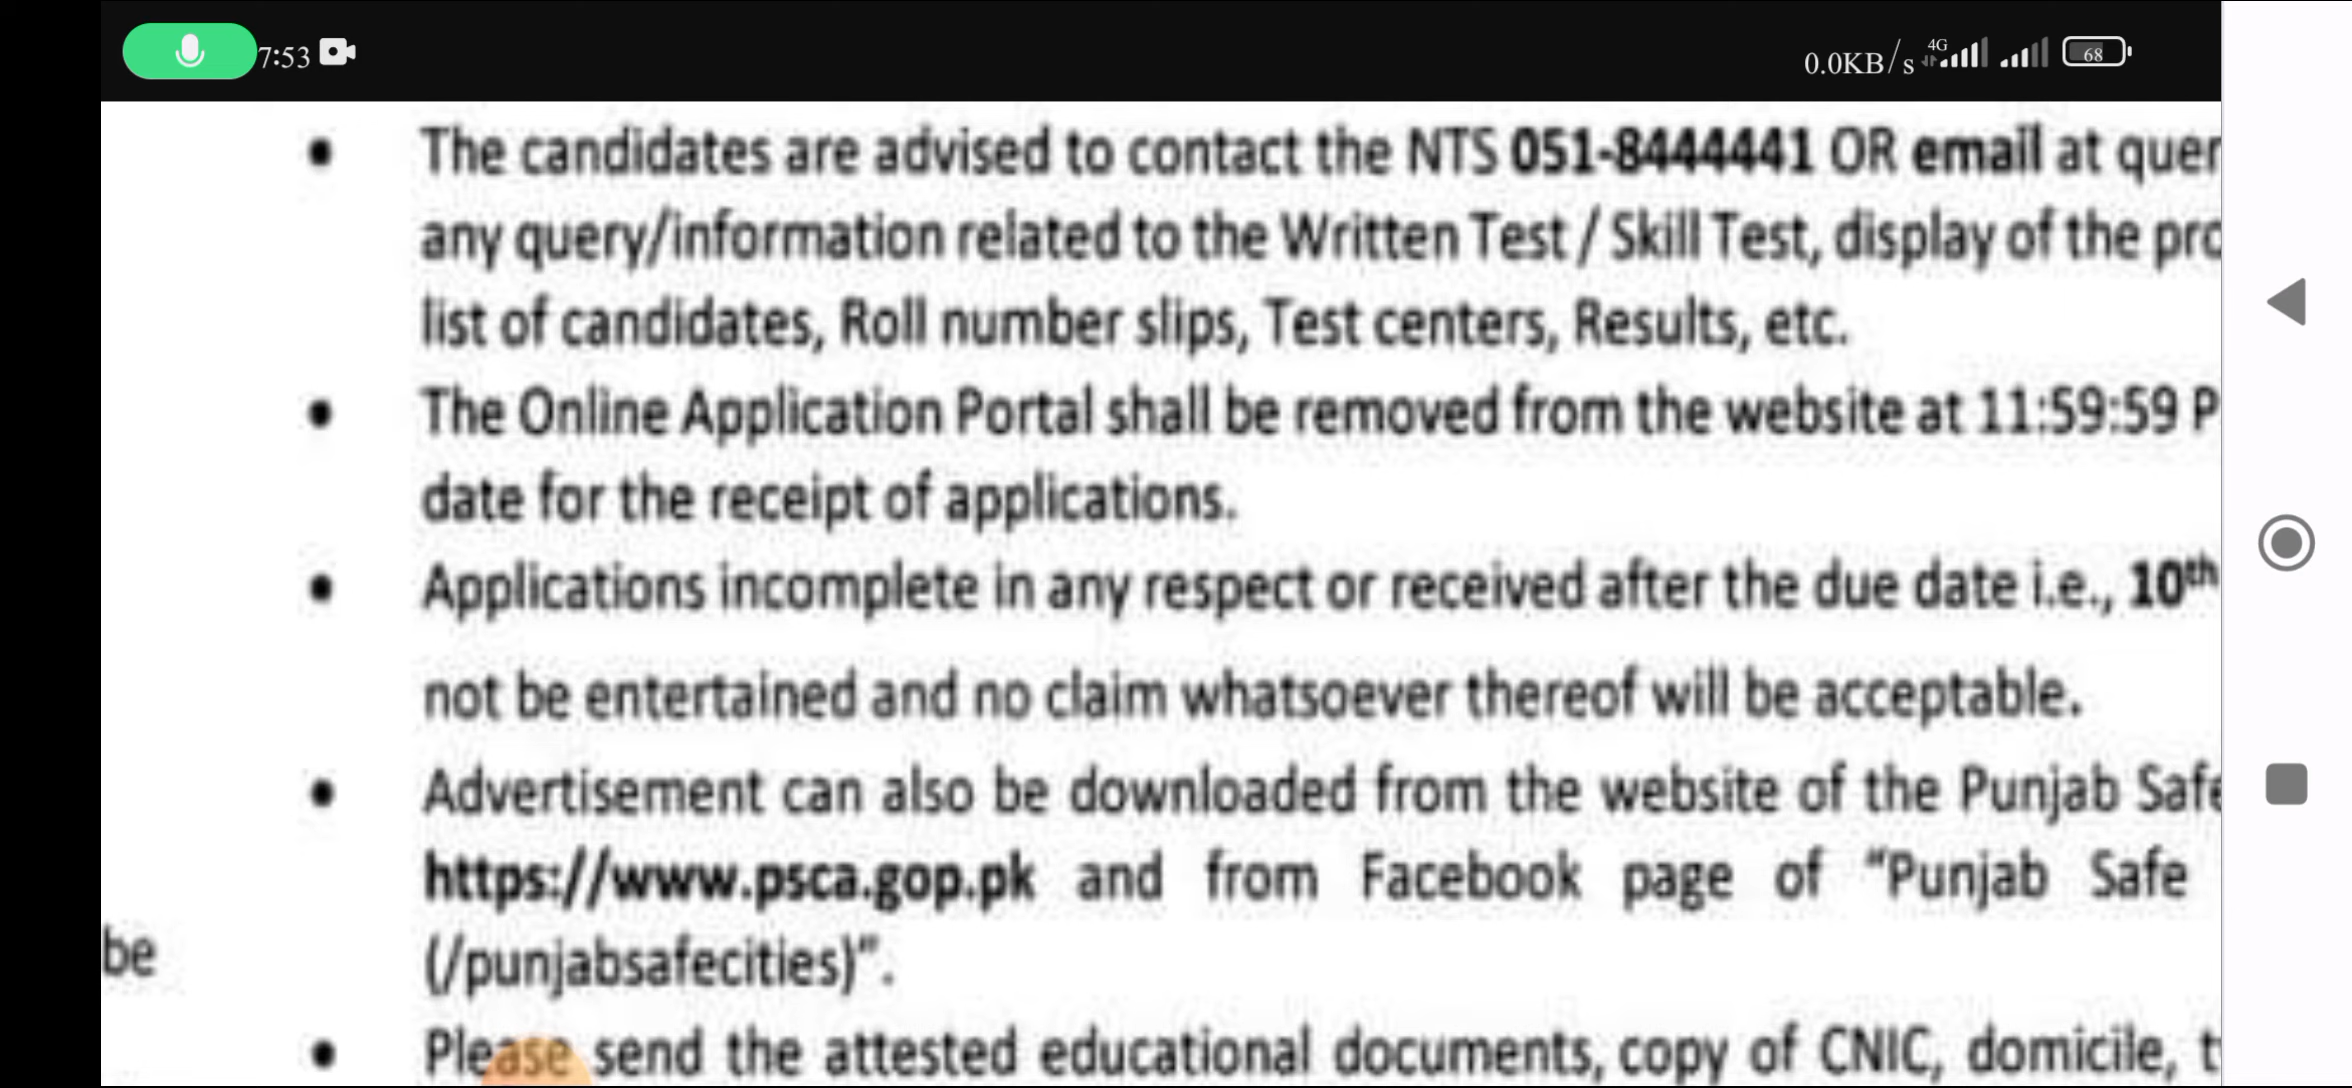 7:53
0.0KB/s 4G 68
The candidates are advised to contact the NTS 051-8444441 OR email at quer
any query/information related to the Written Test / Skill Test, display of the pro
list of candidates, Roll number slips, Test centers, Results, etc.
The Online Application Portal shall be removed from the website at 11:59:59 P
date for the receipt of applications.
Applications incomplete in any respect or received after the due date i.e., 10th
not be entertained and no claim whatsoever thereof will be acceptable.
Advertisement can also be downloaded from the website of the Punjab Safe
https://www.psca.gop.pk and from Facebook page of “Punjab Safe
be
(/punjabsafecities)”.
Please send the attested educational documents, copy of CNIC, domicile, t